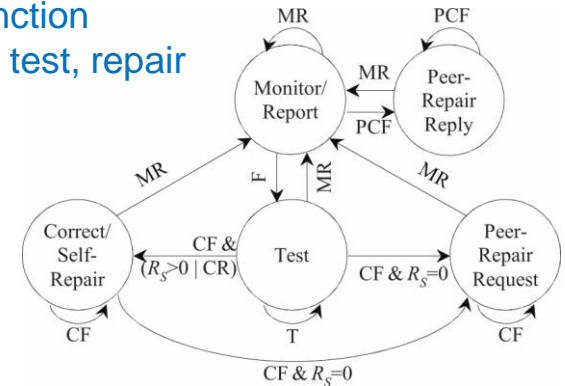 nction
test, repair
MR
PCF
Monitor/
Report
MR
PCF
Peer-
Repair
Reply
MR
F
MR
MR
Correct/
Self-
Repair
CF &
(R_S>0 | CR)
Test
CF & R_S=0
Peer-
Repair
Request
CF
T
CF
CF & R_S=0